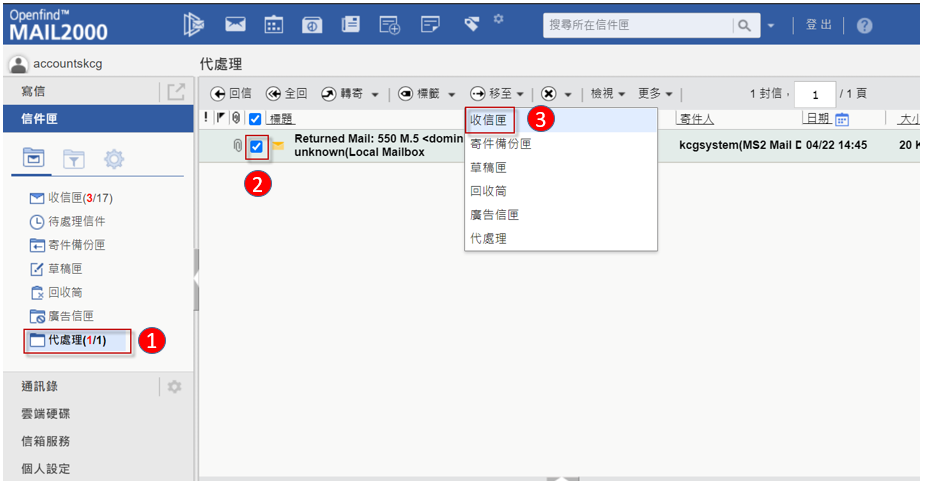 Openfind™
MAIL2000
搜尋所在信件匣
登出
?
accountskcg
代處理
寫信
回信 全回 轉寄 標籤 移至 檢視 更多 1 封信， 1 / 1 頁
信件匣
! 標題 寄件人 日期 大小
收信匣 3
Returned Mail: 550 M.5 <domin
unknown(Local Mailbox
kcgsystem(MS2 Mail D 04/22 14:45 20 K
2
寄件備份匣
草稿匣
回收筒
廣告信匣
代處理
收信匣(3/17)
待處理信件
寄件備份匣
草稿匣
回收筒
廣告信匣
代處理(1/1) 1
通訊錄
雲端硬碟
信箱服務
個人設定